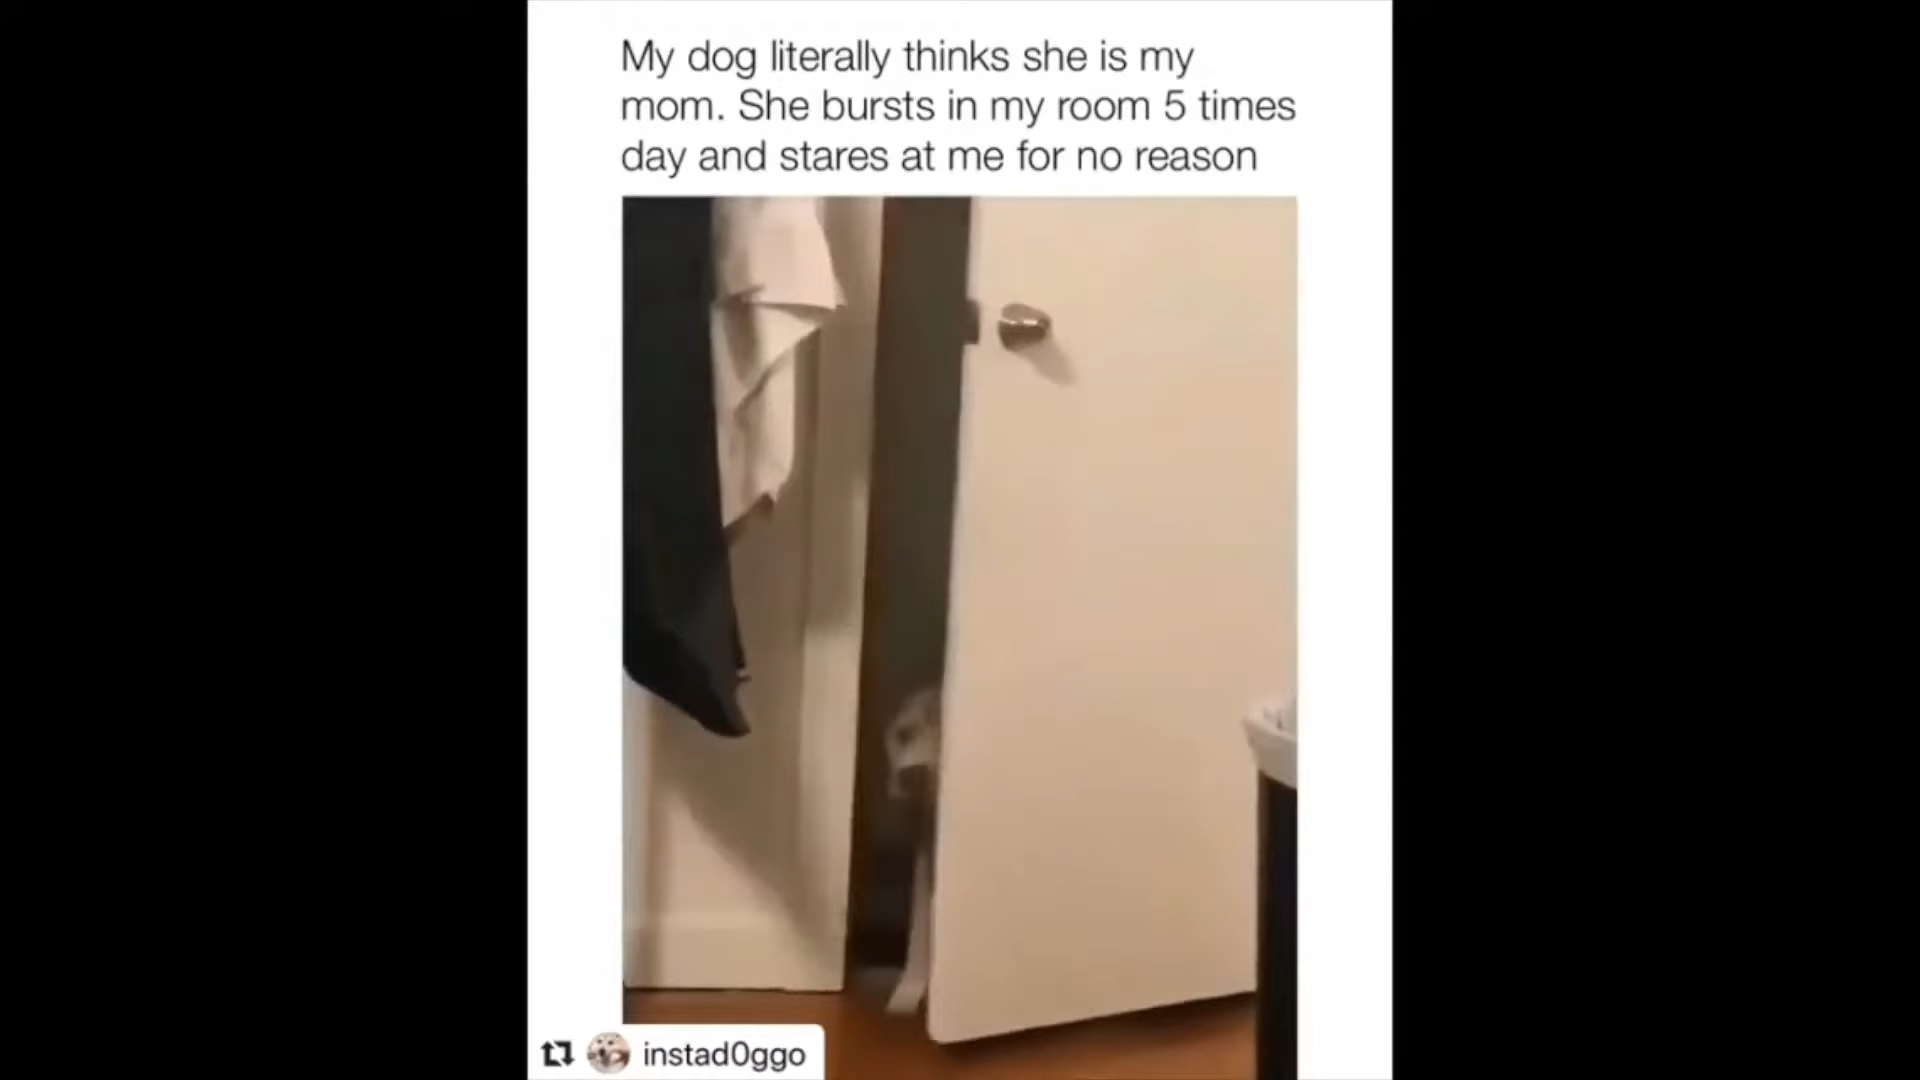 My dog literally thinks she is my
mom. She bursts in my room 5 times
day and stares at me for no reason
instad0ggo